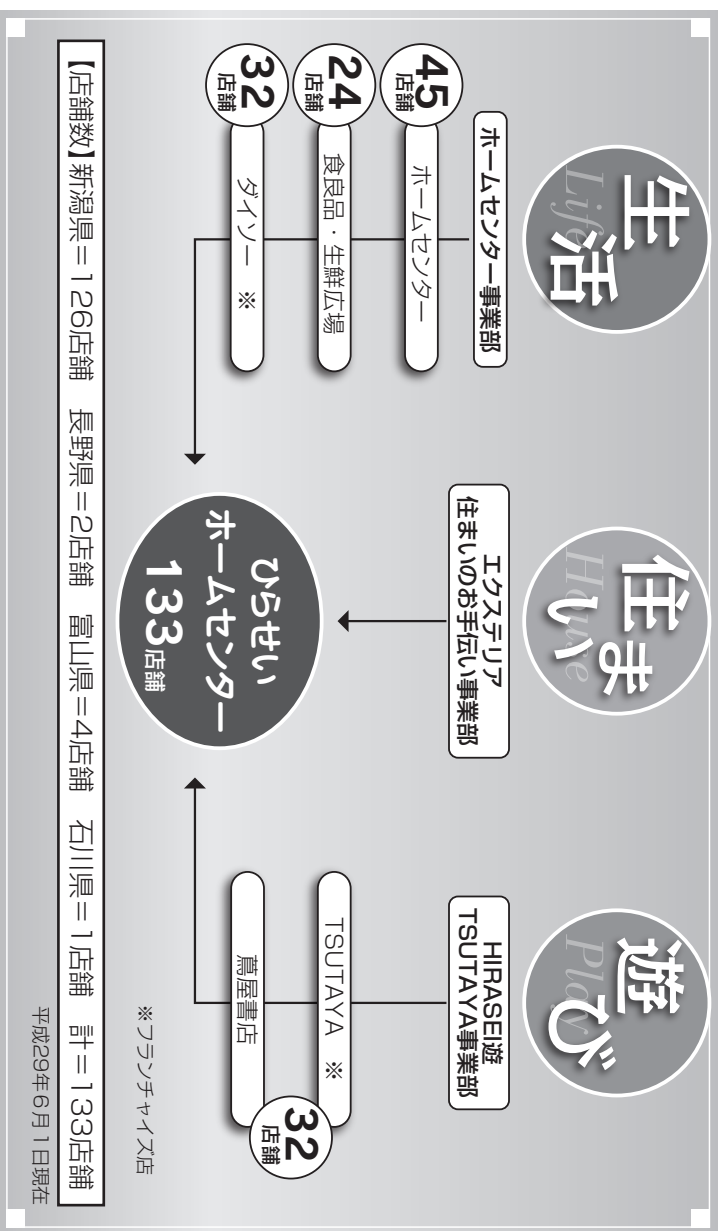 生活
Life
ホームセンター事業部
45店舗
ホームセンター
24店舗
食良品・生鮮広場
32店舗
ダイソー ※
住まい
House
エクステリア
住まいのお手伝い事業部
ひらせい
ホームセンター
133店舗
遊び
Play
HIRASEI遊
TSUTAYA事業部
TSUTAYA ※
蔦屋書店
32店舗
※フランチャイズ店
【店舗数】新潟県=126店舗 長野県=2店舗 富山県=4店舗 石川県=1店舗 計=133店舗
平成29年6月1日現在